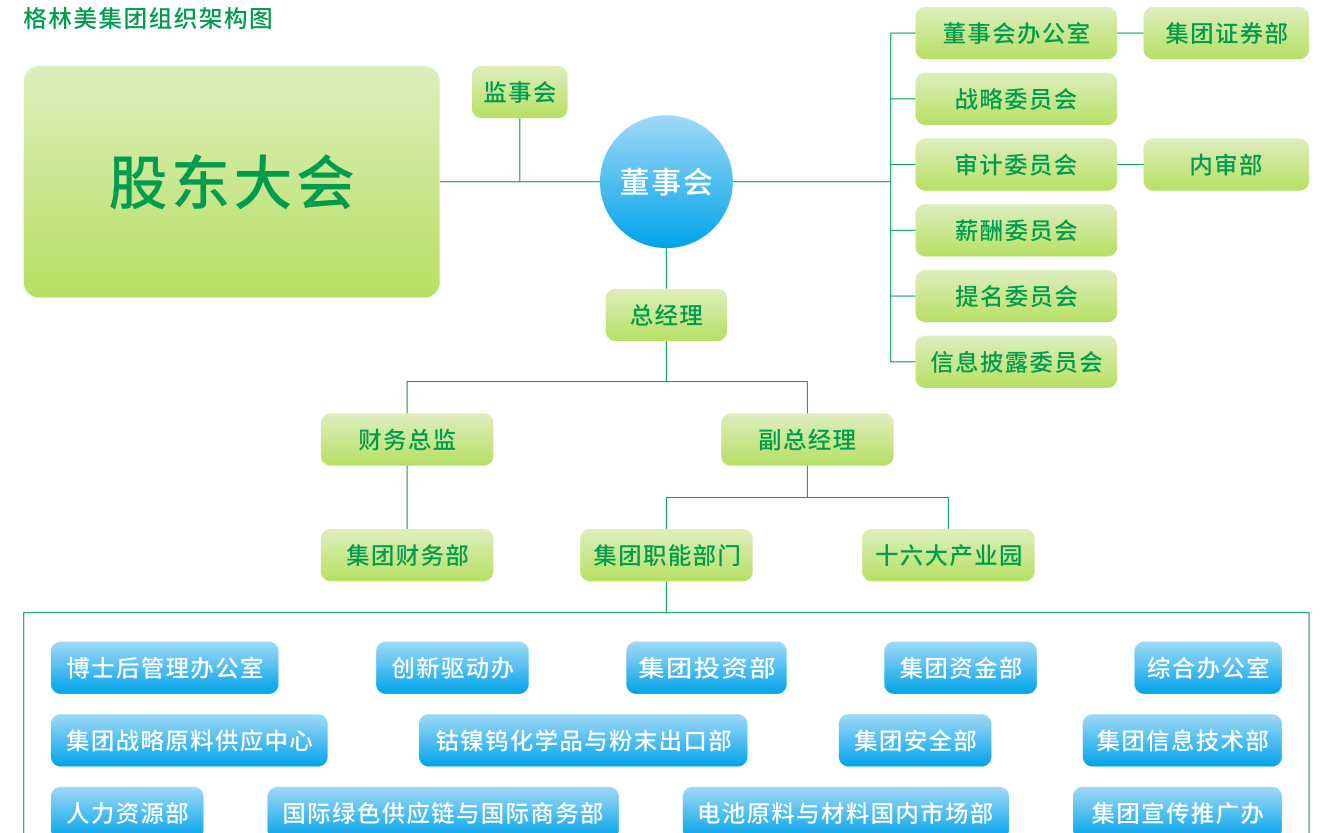 格林美集团组织架构图
股东大会
监事会
董事会
董事会办公室
集团证券部
战略委员会
审计委员会
内审部
薪酬委员会
提名委员会
信息披露委员会
总经理
财务总监
副总经理
集团财务部
集团职能部门
十六大产业园
博士后管理办公室
创新驱动办
集团投资部
集团资金部
综合办公室
集团战略原料供应中心
钴镍钨化学品与粉末出口部
集团安全部
集团信息技术部
人力资源部
国际绿色供应链与国际商务部
电池原料与材料国内市场部
集团宣传推广办